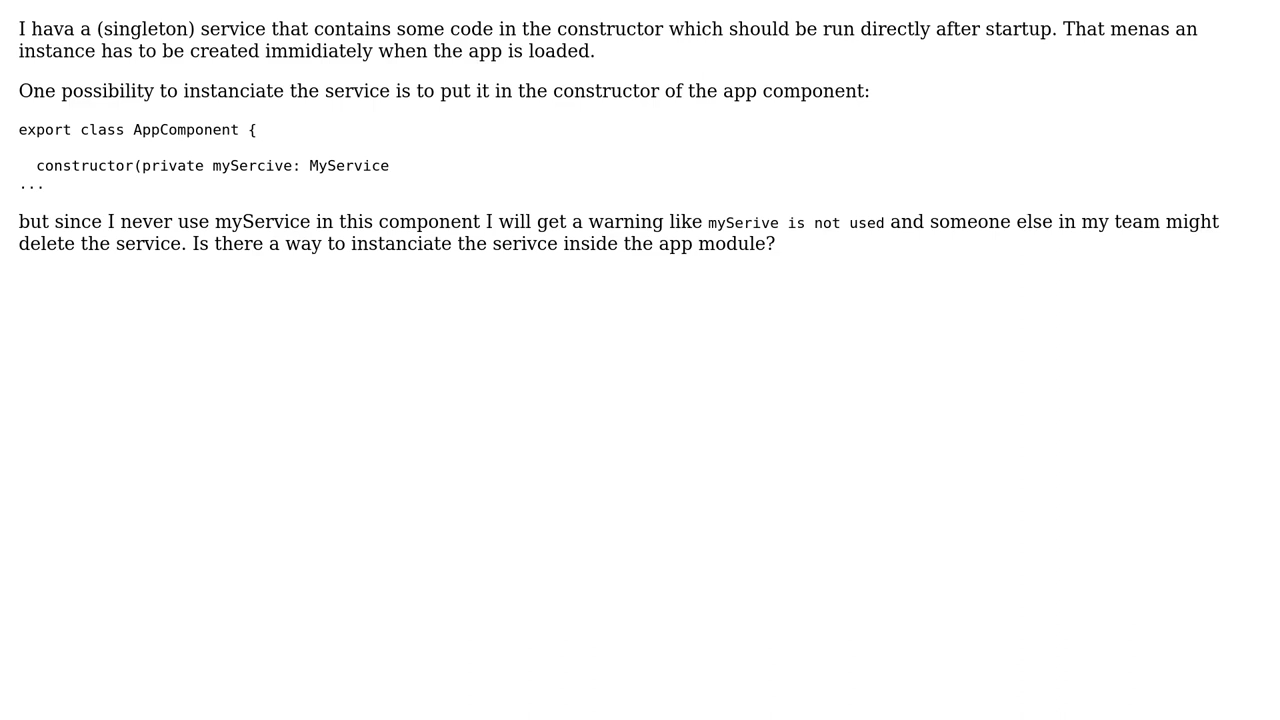 I hava a (singleton) service that contains some code in the constructor which should be run directly after startup. That menas an
instance has to be created immidiately when the app is loaded.
One possibility to instanciate the service is to put it in the constructor of the app component:
export class AppComponent {
  constructor(private mySercive: MyService
...
but since I never use myService in this component I will get a warning like mySerive is not used and someone else in my team might
delete the service. Is there a way to instanciate the serivce inside the app module?